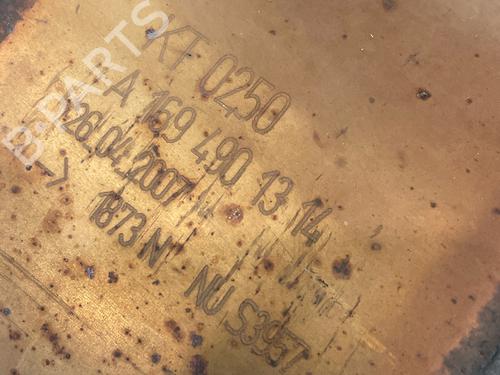 KT 0250
A 169 490 13 14
26.04.2007
1873 N NU S3957
B-PARTS